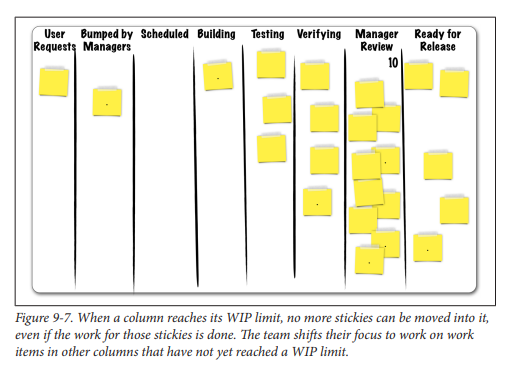 User Requests
Bumped by Managers
Scheduled
Building
Testing
Verifying
Manager Review
Ready for Release
10
Figure 9-7. When a column reaches its WIP limit, no more stickies can be moved into it,
even if the work for those stickies is done. The team shifts their focus to work on work
items in other columns that have not yet reached a WIP limit.